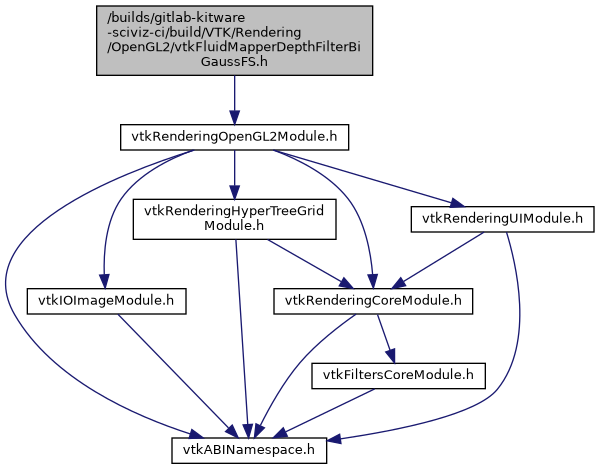 /builds/gitlab-kitware
-sciviz-ci/build/VTK/Rendering
/OpenGL2/vtkFluidMapperDepthFilterBi
GaussFS.h
vtkRenderingOpenGL2Module.h
vtkRenderingHyperTreeGrid
Module.h
vtkRenderingUIModule.h
vtkIOImageModule.h
vtkRenderingCoreModule.h
vtkFiltersCoreModule.h
vtkABINamespace.h